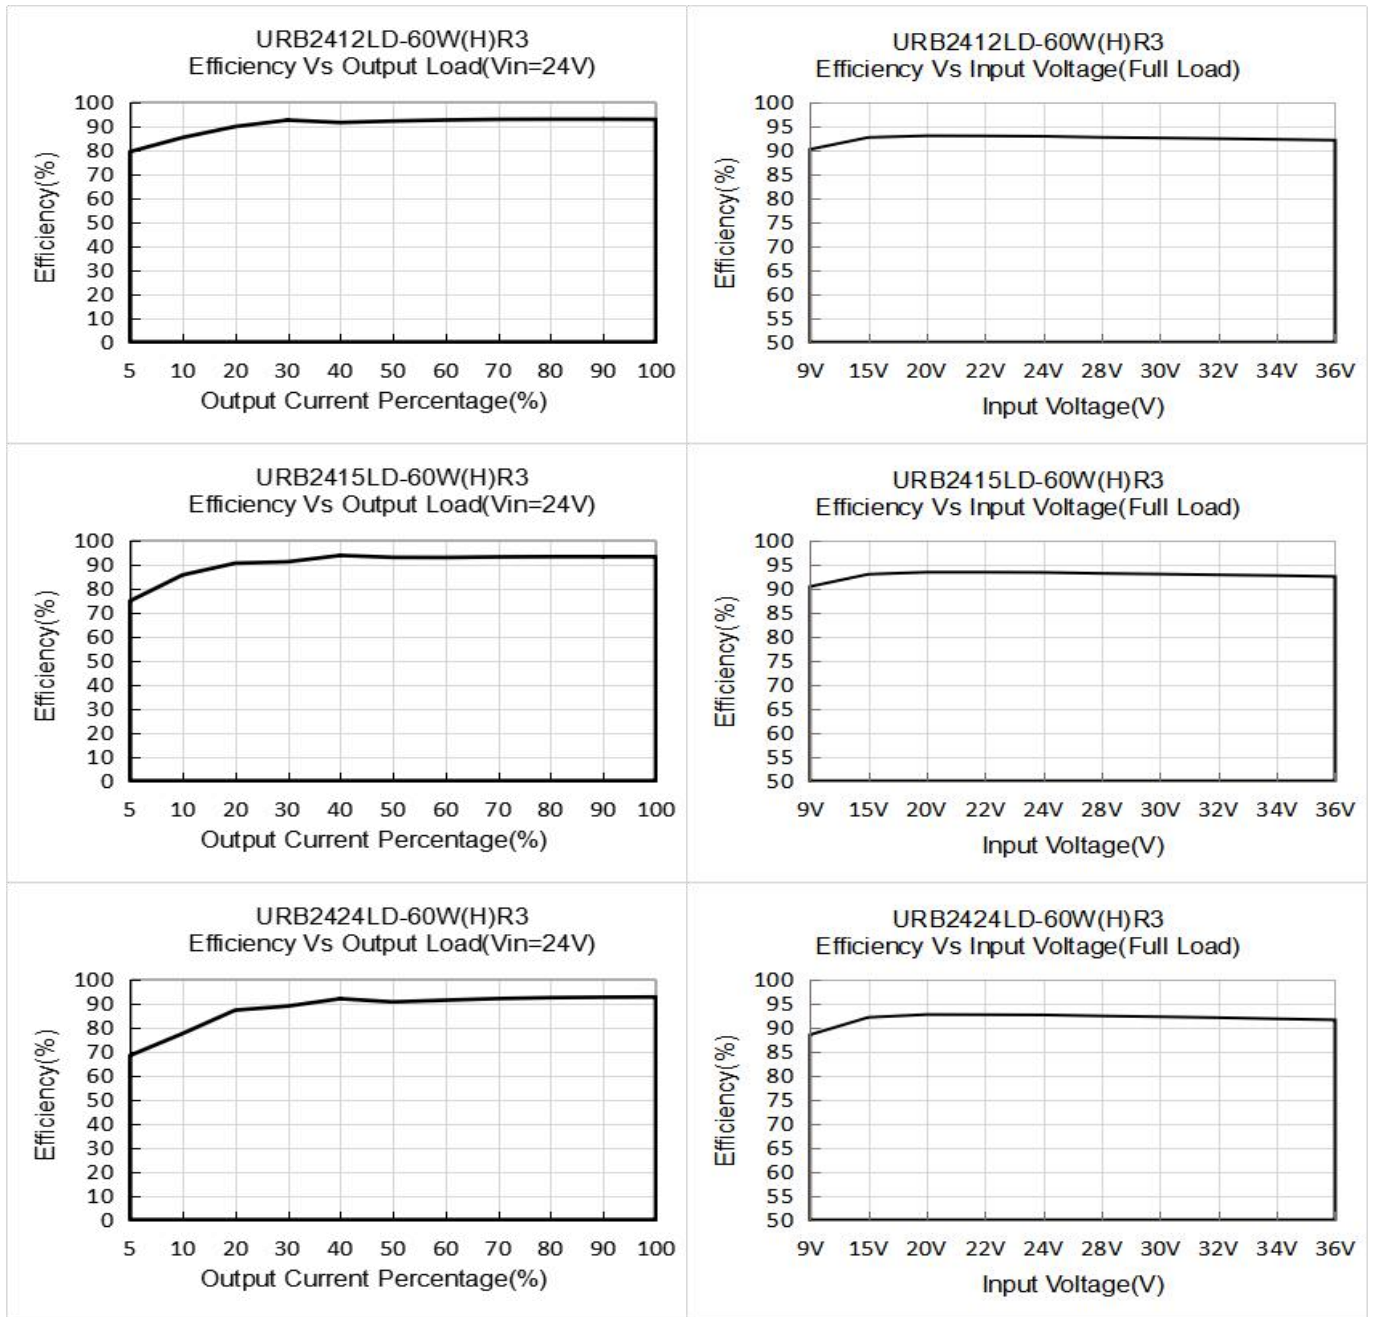 URB2412LD-60W(H)R3
Efficiency Vs Output Load(Vin=24V)
Efficiency(%)
100
90
80
70
60
50
40
30
20
10
0
5 10 20 30 40 50 60 70 80 90 100
Output Current Percentage(%)
URB2412LD-60W(H)R3
Efficiency Vs Input Voltage(Full Load)
Efficiency(%)
100
95
90
85
80
75
70
65
60
55
50
9V 15V 20V 22V 24V 28V 30V 32V 34V 36V
Input Voltage(V)
URB2415LD-60W(H)R3
Efficiency Vs Output Load(Vin=24V)
Efficiency(%)
100
90
80
70
60
50
40
30
20
10
0
5 10 20 30 40 50 60 70 80 90 100
Output Current Percentage(%)
URB2415LD-60W(H)R3
Efficiency Vs Input Voltage(Full Load)
Efficiency(%)
100
95
90
85
80
75
70
65
60
55
50
9V 15V 20V 22V 24V 28V 30V 32V 34V 36V
Input Voltage(V)
URB2424LD-60W(H)R3
Efficiency Vs Output Load(Vin=24V)
Efficiency(%)
100
90
80
70
60
50
40
30
20
10
0
5 10 20 30 40 50 60 70 80 90 100
Output Current Percentage(%)
URB2424LD-60W(H)R3
Efficiency Vs Input Voltage(Full Load)
Efficiency(%)
100
95
90
85
80
75
70
65
60
55
50
9V 15V 20V 22V 24V 28V 30V 32V 34V 36V
Input Voltage(V)